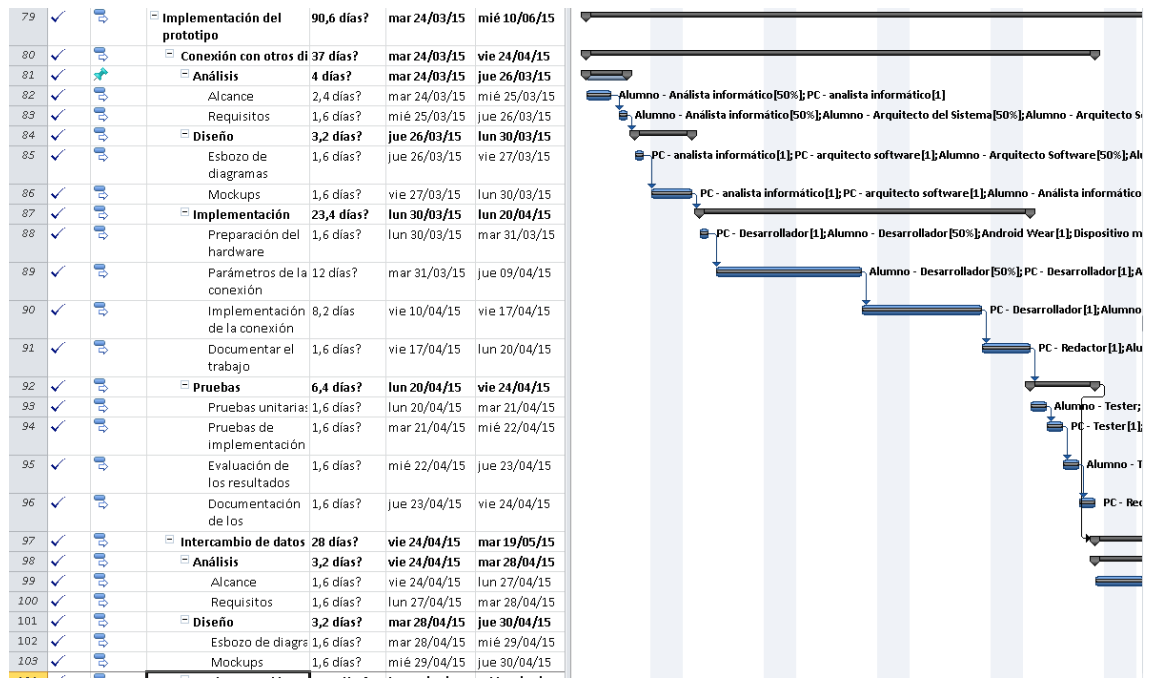 79 Implementación del 90,6 días? mar 24/03/15 mié 10/06/15
prototipo
80 Conexión con otros di 37 días? mar 24/03/15 vie 24/04/15
81 Análisis 4 días? mar 24/03/15 jue 26/03/15
82 Alcance 2,4 días? mar 24/03/15 mié 25/03/15 Alumno - Análista informático[50%]; PC - analista informático[1]
83 Requisitos 1,6 días? mié 25/03/15 jue 26/03/15 Alumno - Análista informático[50%];Alumno - Arquitecto del Sistema[50%];Alumno - Arquitecto S
84 Diseño 3,2 días? jue 26/03/15 lun 30/03/15
85 Esbozo de 1,6 días? jue 26/03/15 vie 27/03/15 PC - analista informático[1]; PC - arquitecto software[1];Alumno - Arquitecto Software[50%];Al
diagramas
86 Mockups 1,6 días? vie 27/03/15 lun 30/03/15 PC - analista informático[1]; PC - arquitecto software[1];Alumno - Análista informático
87 Implementación 23,4 días? lun 30/03/15 lun 20/04/15
88 Preparación del 1,6 días? lun 30/03/15 mar 31/03/15 PC - Desarrollador[1];Alumno - Desarrollador[50%];Android Wear[1];Dispositivo m
hardware
89 Parámetros de la 12 días? mar 31/03/15 jue 09/04/15 Alumno - Desarrollador[50%]; PC - Desarrollador[1];A
conexión
90 Implementación 8,2 días vie 10/04/15 vie 17/04/15 PC - Desarrollador[1];Alumno
de la conexión
91 Documentar el 1,6 días? vie 17/04/15 lun 20/04/15 PC - Redactor[1];Alu
trabajo
92 Pruebas 6,4 días? lun 20/04/15 vie 24/04/15
93 Pruebas unitarias 1,6 días? lun 20/04/15 mar 21/04/15 Alumno - Tester;
94 Pruebas de 1,6 días? mar 21/04/15 mié 22/04/15 PC - Tester[1];
implementación
95 Evaluación de 1,6 días? mié 22/04/15 jue 23/04/15 Alumno - T
los resultados
96 Documentación 1,6 días? jue 23/04/15 vie 24/04/15 PC - Red
de los
97 Intercambio de datos 28 días? vie 24/04/15 mar 19/05/15
98 Análisis 3,2 días? vie 24/04/15 mar 28/04/15
99 Alcance 1,6 días? vie 24/04/15 lun 27/04/15
100 Requisitos 1,6 días? lun 27/04/15 mar 28/04/15
101 Diseño 3,2 días? mar 28/04/15 jue 30/04/15
102 Esbozo de diagra 1,6 días? mar 28/04/15 mié 29/04/15
103 Mockups 1,6 días? mié 29/04/15 jue 30/04/15